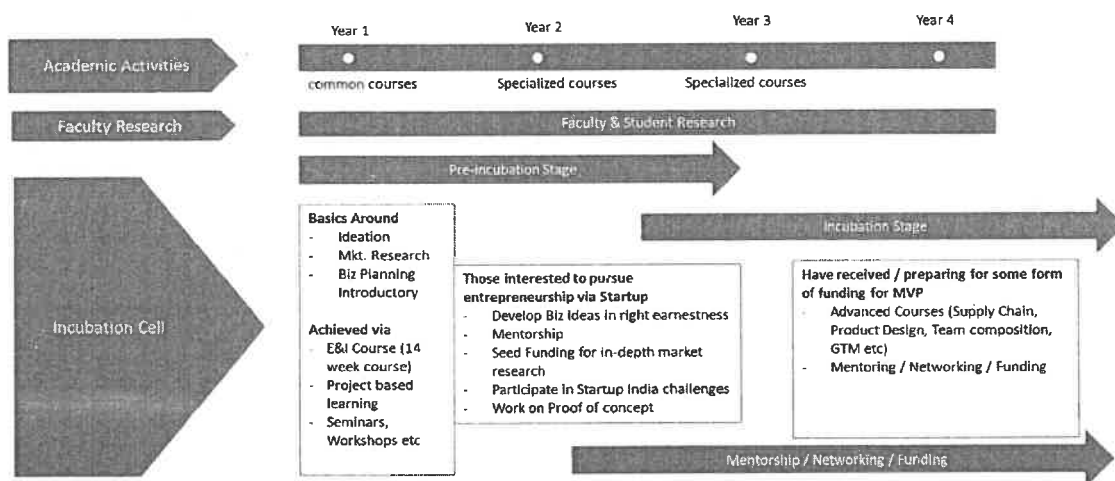 Year 1
Year 2
Year 3
Year 4
Academic Activities
common courses
Specialized courses
Specialized courses
Faculty Research
Faculty & Student Research
Pre-Incubation Stage
Incubation Stage
Incubation Cell
Basics Around
- Ideation
- Mkt. Research
- Biz Planning
Introductory
Achieved via
- E&I Course (14
week course)
- Project based
learning
- Seminars,
Workshops etc
Those interested to pursue
entrepreneurship via Startup
- Develop Biz Ideas in right earnestness
- Mentorship
- Seed Funding for in-depth market
research
- Participate in Startup India challenges
- Work on Proof of concept
Have received / preparing for some form
of funding for MVP
- Advanced Courses (Supply Chain,
Product Design, Team composition,
GTM etc)
- Mentoring / Networking / Funding
Mentorship / Networking / Funding